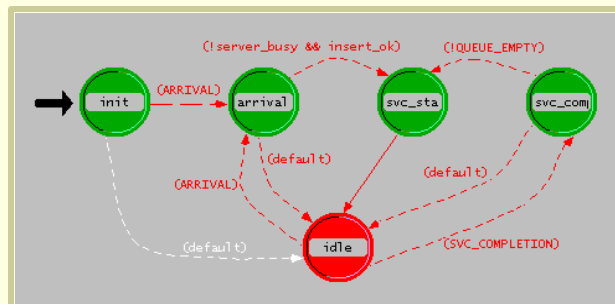 (!server_busy && insert_ok)
(!QUEUE_EMPTY)
(ARRIVAL)
init
arrival
svc_sta
svc_comp
(default)
(default)
(ARRIVAL)
(default)
idle
(SVC_COMPLETION)